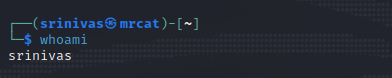 ┌──(srinivas㉿mrcat)-[~]
└─$ whoami
srinivas